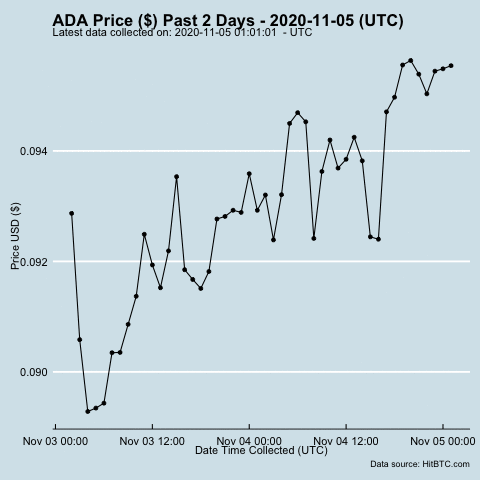 ADA Price ($) Past 2 Days - 2020-11-05 (UTC)
Latest data collected on: 2020-11-05 01:01:01  - UTC
0.094
0.092
0.090
Price USD ($)
Nov 03 00:00 Nov 03 12:00 Nov 04 00:00 Nov 04 12:00 Nov 05 00:00
Date Time Collected (UTC)
Data source: HitBTC.com